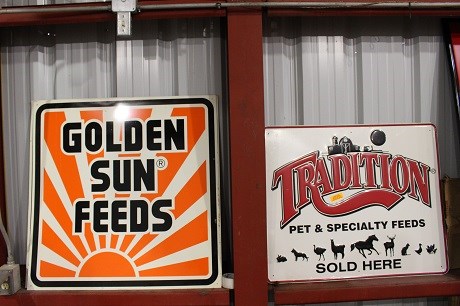 GOLDEN
SUN®
FEEDS
TRADITION®
PET & SPECIALTY FEEDS
SOLD HERE